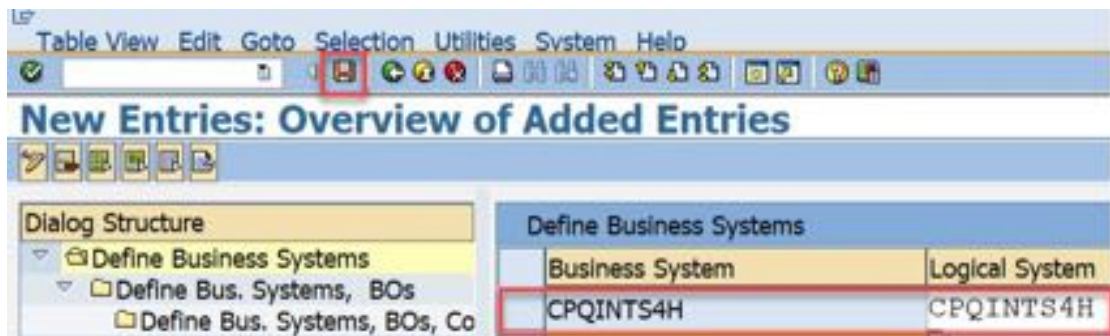 Table View Edit Goto Selection Utilities System Help
New Entries: Overview of Added Entries
Dialog Structure
Define Business Systems
Define Bus. Systems, BOs
Define Bus. Systems, BOs, Co
Define Business Systems
Business System Logical System
CPQINTS4H CPQINTS4H